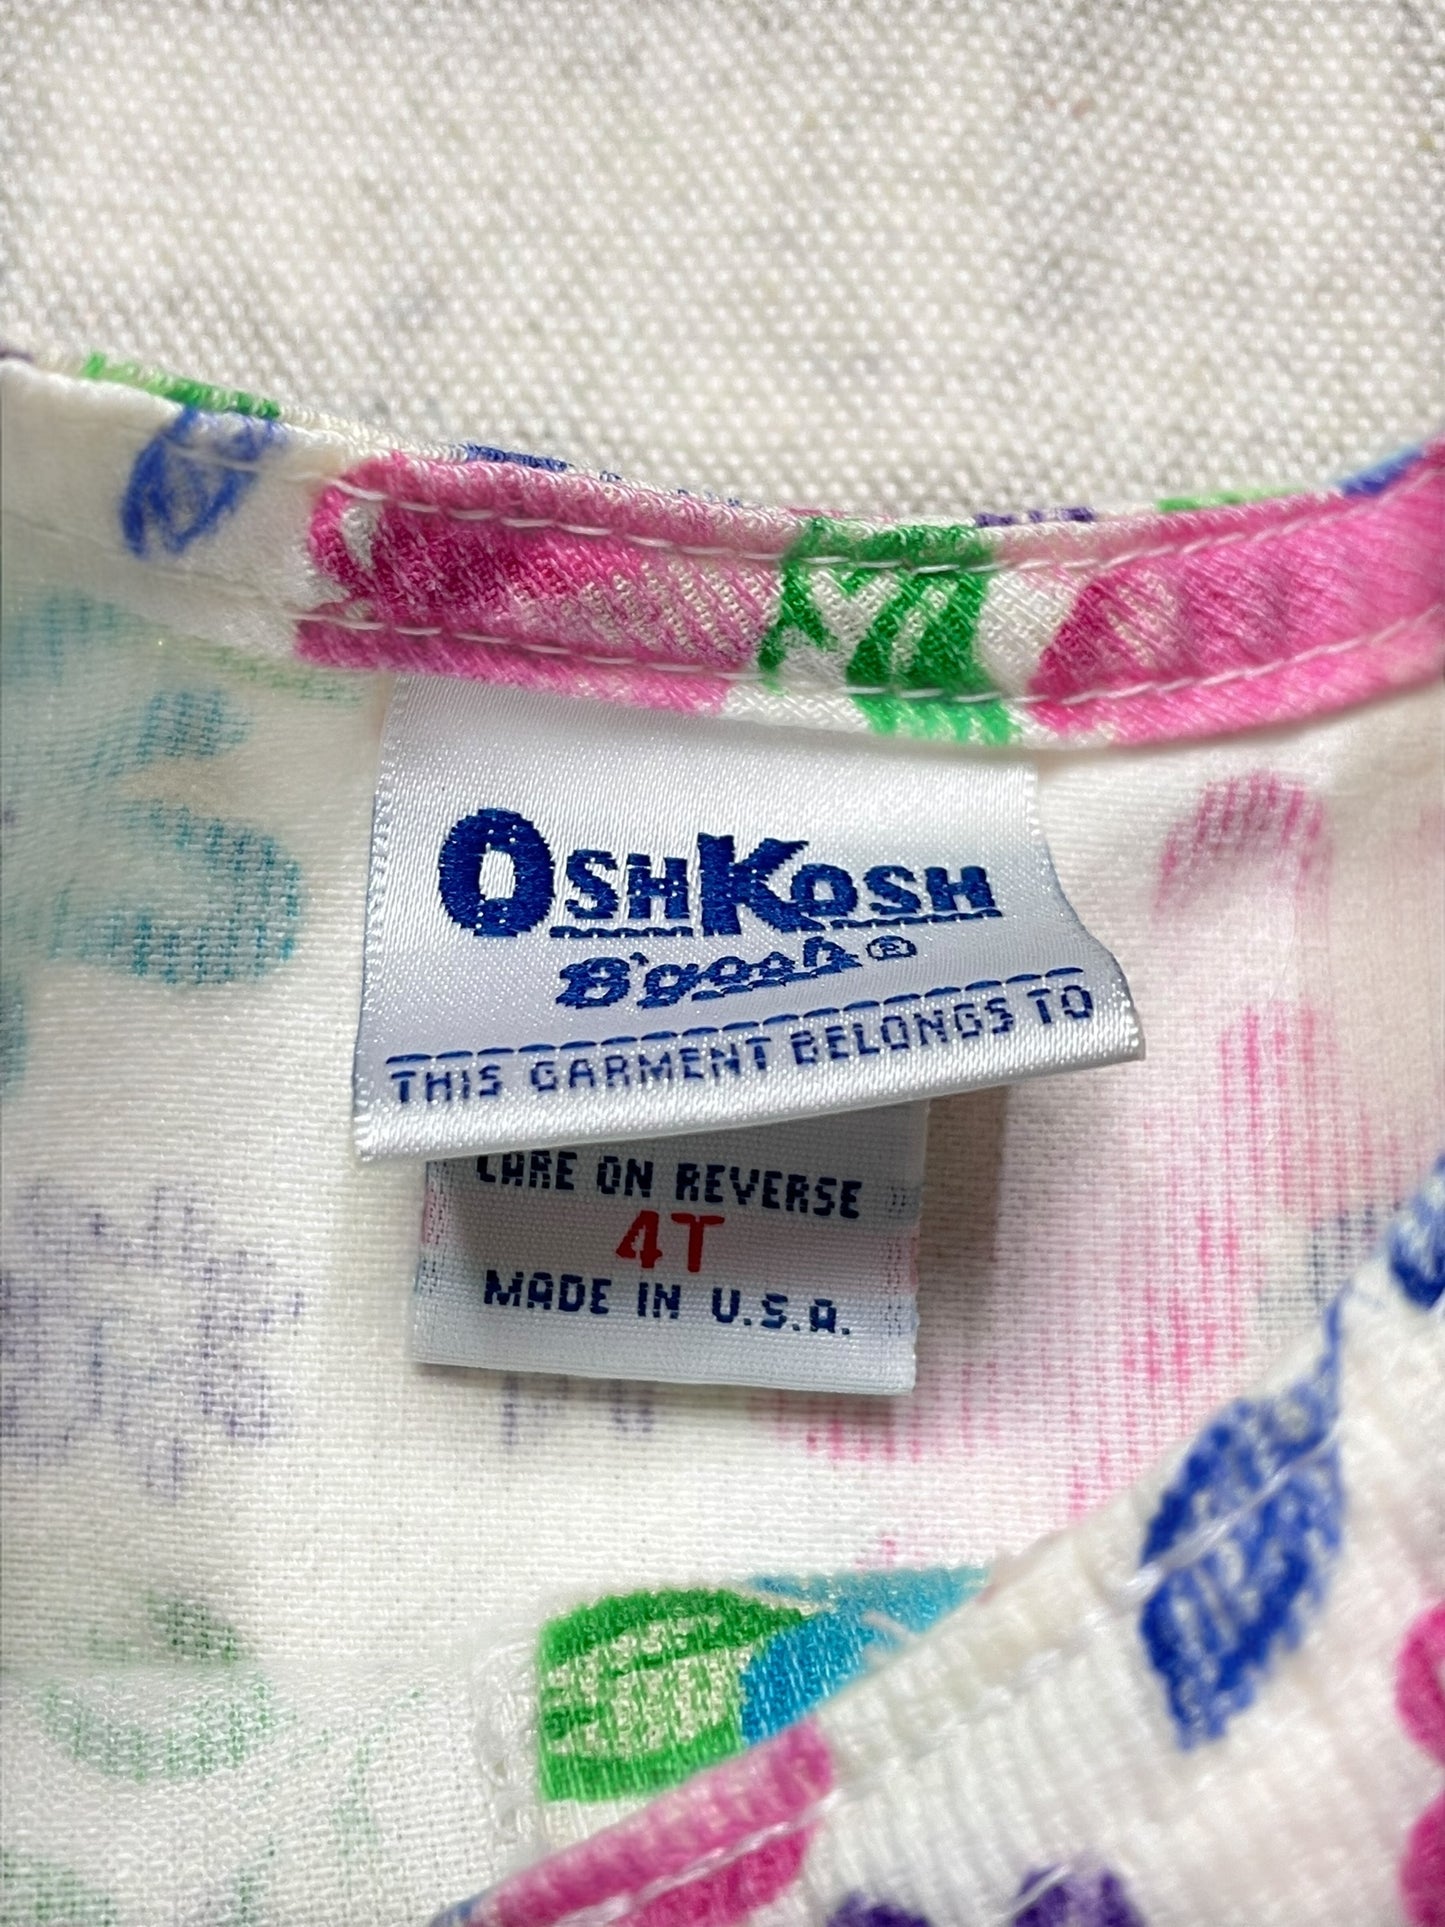 OSHKOSH
B'gosh®
THIS GARMENT BELONGS TO
CARE ON REVERSE
4T
MADE IN U.S.A.